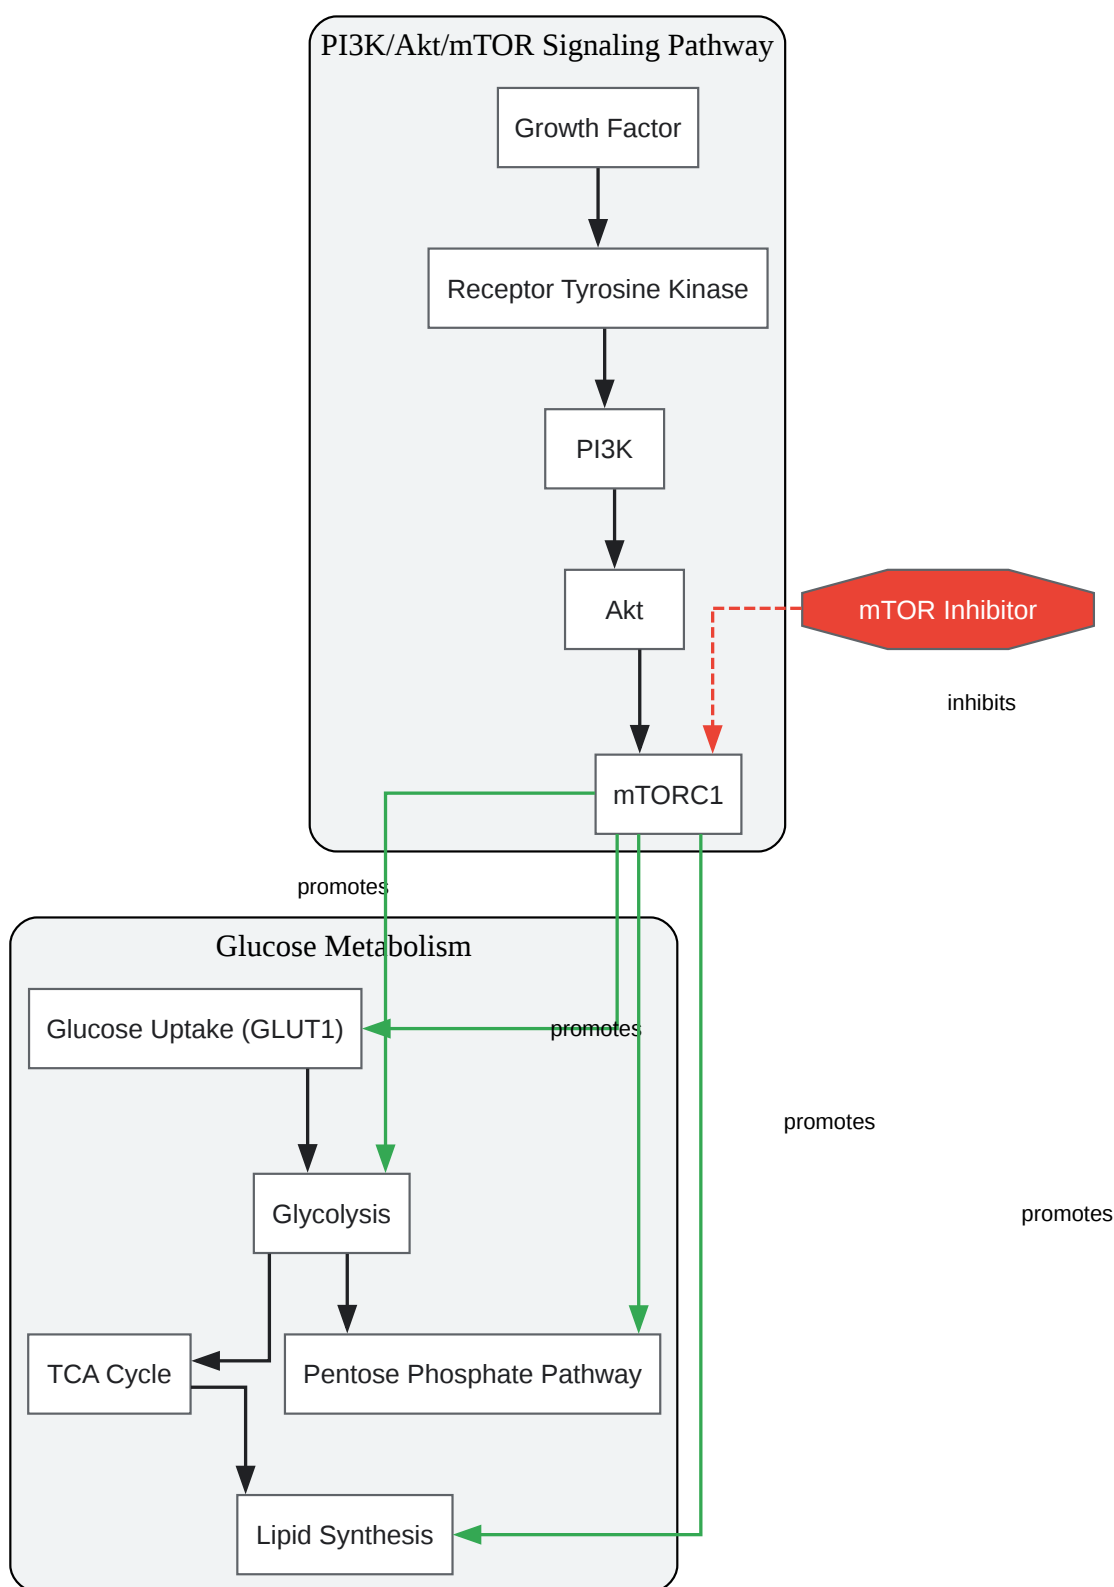 PI3K/Akt/mTOR Signaling Pathway
Growth Factor
Receptor Tyrosine Kinase
PI3K
Akt
mTOR Inhibitor
inhibits
mTORC1
promotes
Glucose Metabolism
Glucose Uptake (GLUT1)
promotes
promotes
Glycolysis
promotes
TCA Cycle
Pentose Phosphate Pathway
Lipid Synthesis